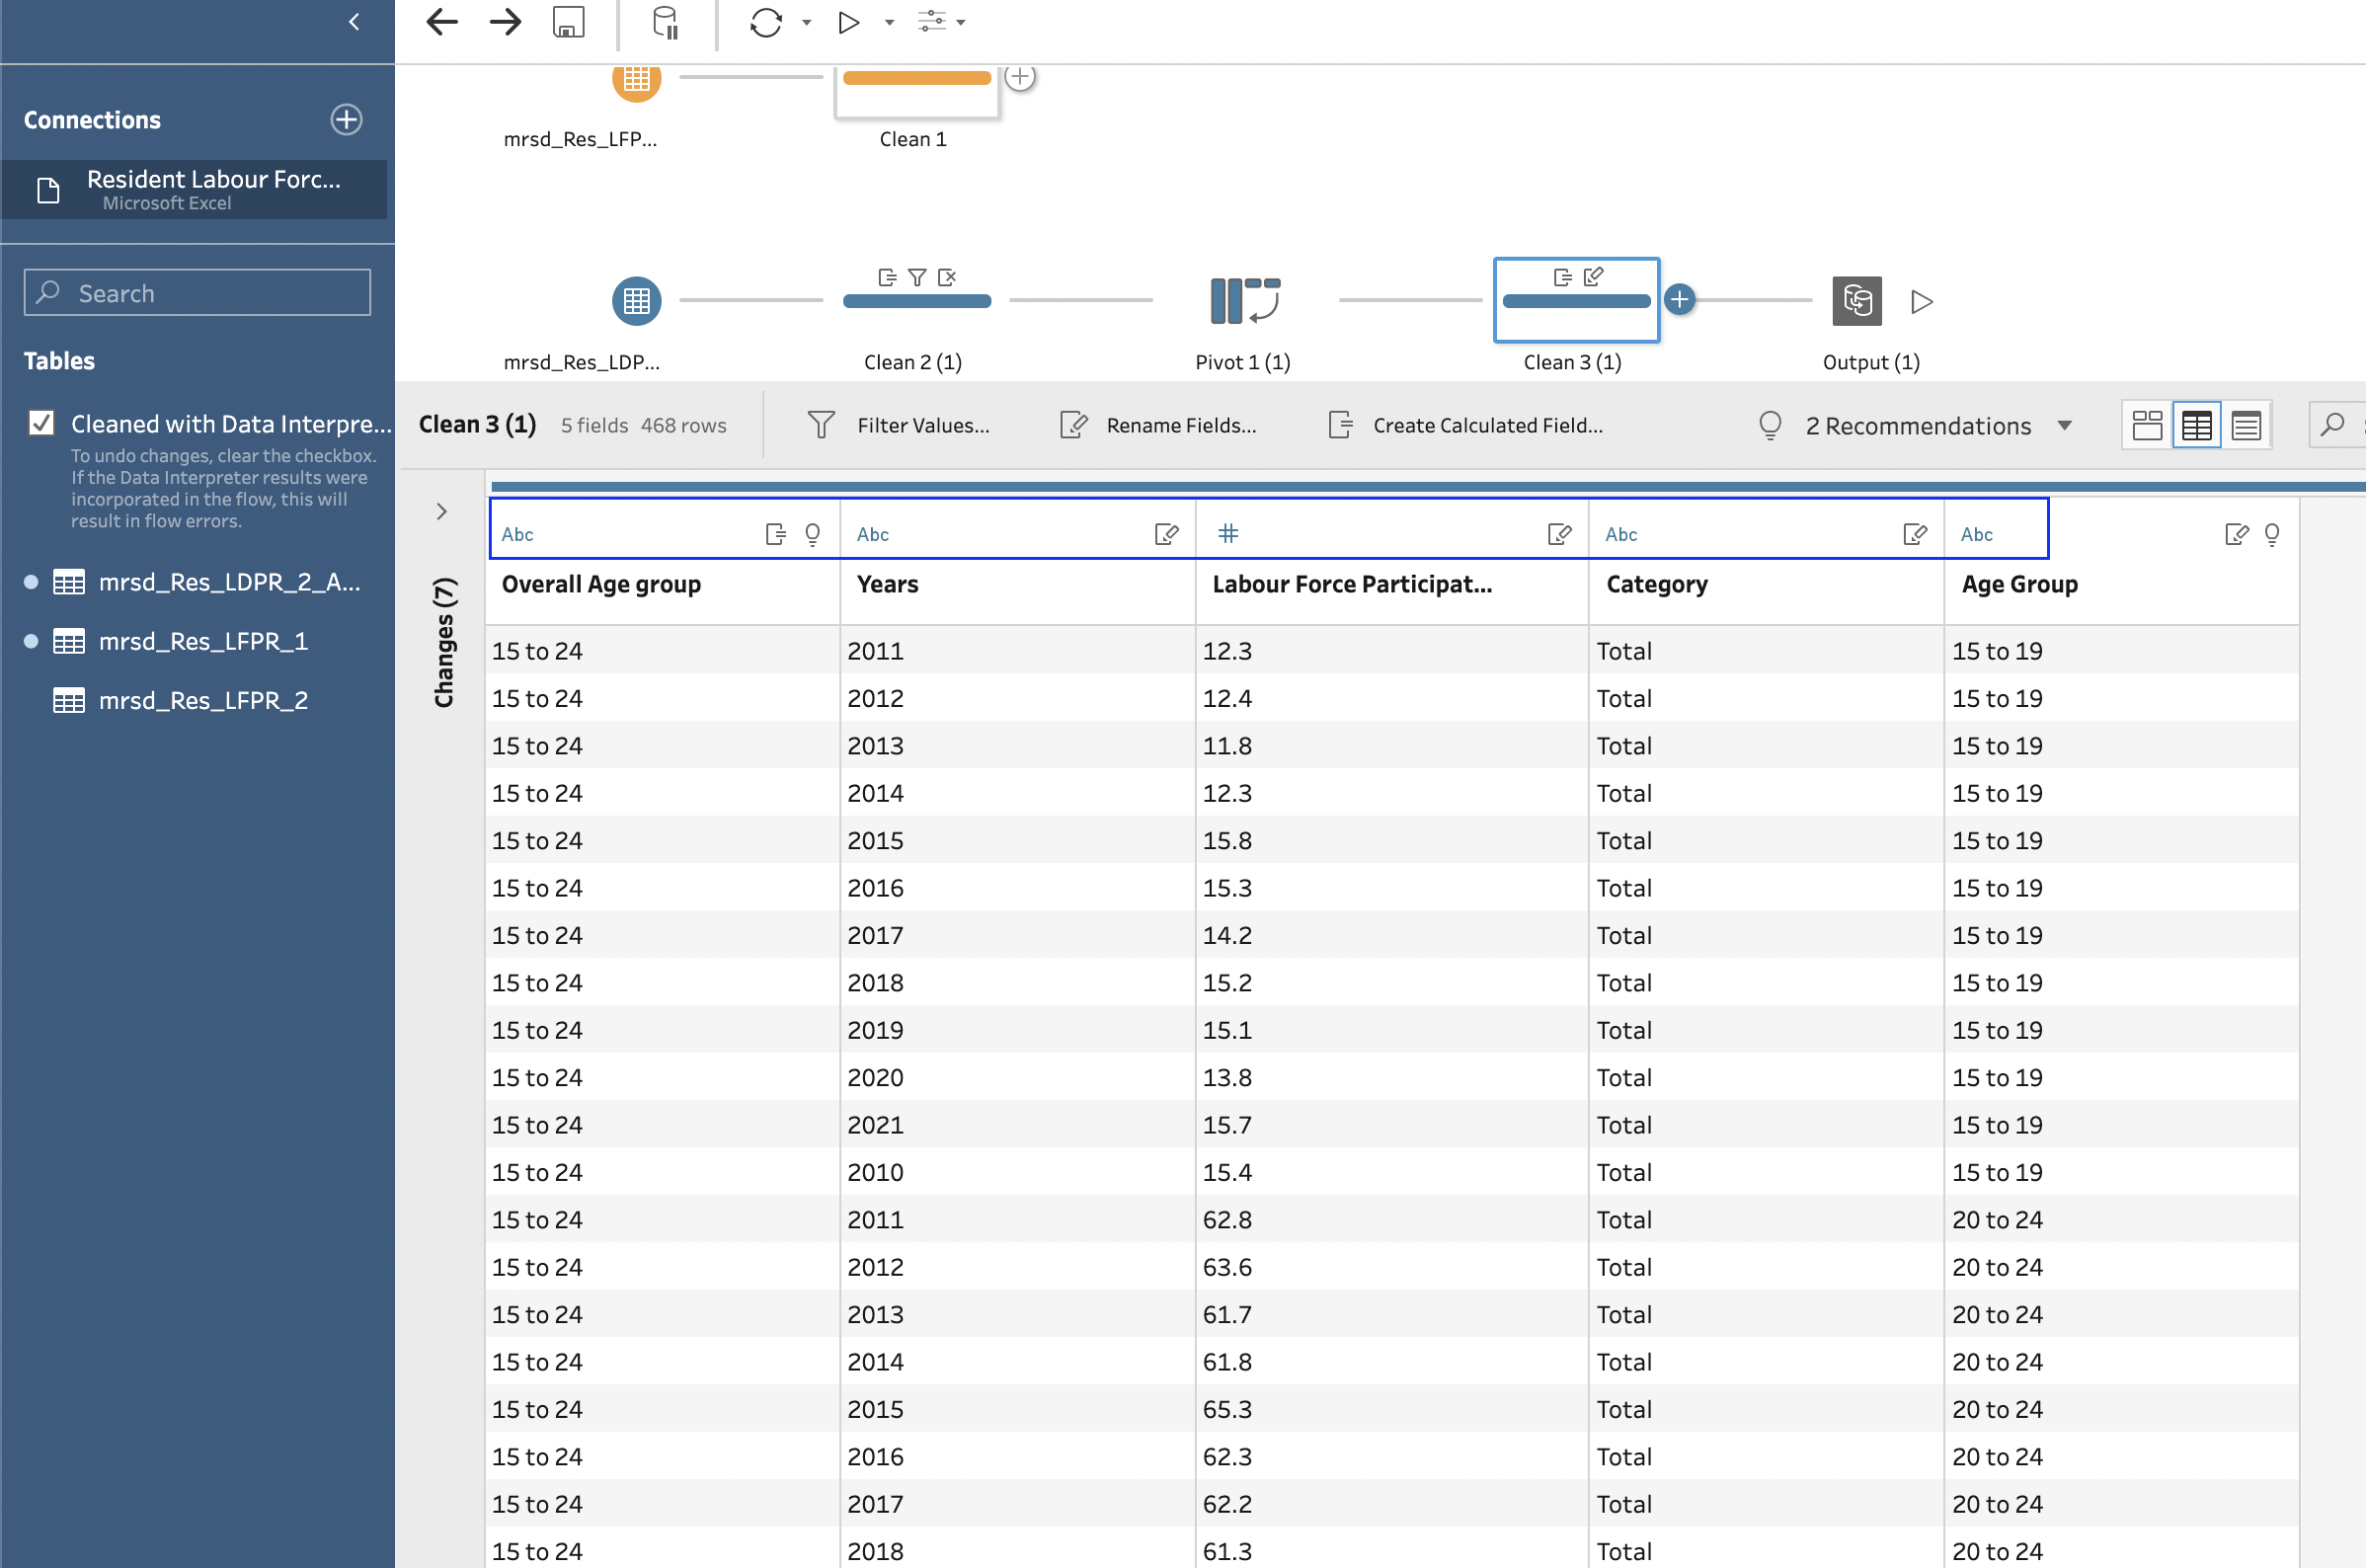 Connections
Resident Labour Forc...
Microsoft Excel
Search
Tables
Cleaned with Data Interpre...
To undo changes, clear the checkbox.
If the Data Interpreter results were
incorporated in the flow, this will
result in flow errors.
mrsd_Res_LDPR_2_A...
mrsd_Res_LFPR_1
mrsd_Res_LFPR_2
mrsd_Res_LFP... Clean 1
mrsd_Res_LDP... Clean 2 (1) Pivot 1 (1) Clean 3 (1) Output (1)
Clean 3 (1) 5 fields 468 rows Filter Values... Rename Fields... Create Calculated Field... 2 Recommendations
Changes (7)
Abc Abc # Abc Abc
Overall Age group Years Labour Force Participat... Category Age Group
15 to 24 2011 12.3 Total 15 to 19
15 to 24 2012 12.4 Total 15 to 19
15 to 24 2013 11.8 Total 15 to 19
15 to 24 2014 12.3 Total 15 to 19
15 to 24 2015 15.8 Total 15 to 19
15 to 24 2016 15.3 Total 15 to 19
15 to 24 2017 14.2 Total 15 to 19
15 to 24 2018 15.2 Total 15 to 19
15 to 24 2019 15.1 Total 15 to 19
15 to 24 2020 13.8 Total 15 to 19
15 to 24 2021 15.7 Total 15 to 19
15 to 24 2010 15.4 Total 15 to 19
15 to 24 2011 62.8 Total 20 to 24
15 to 24 2012 63.6 Total 20 to 24
15 to 24 2013 61.7 Total 20 to 24
15 to 24 2014 61.8 Total 20 to 24
15 to 24 2015 65.3 Total 20 to 24
15 to 24 2016 62.3 Total 20 to 24
15 to 24 2017 62.2 Total 20 to 24
15 to 24 2018 61.3 Total 20 to 24